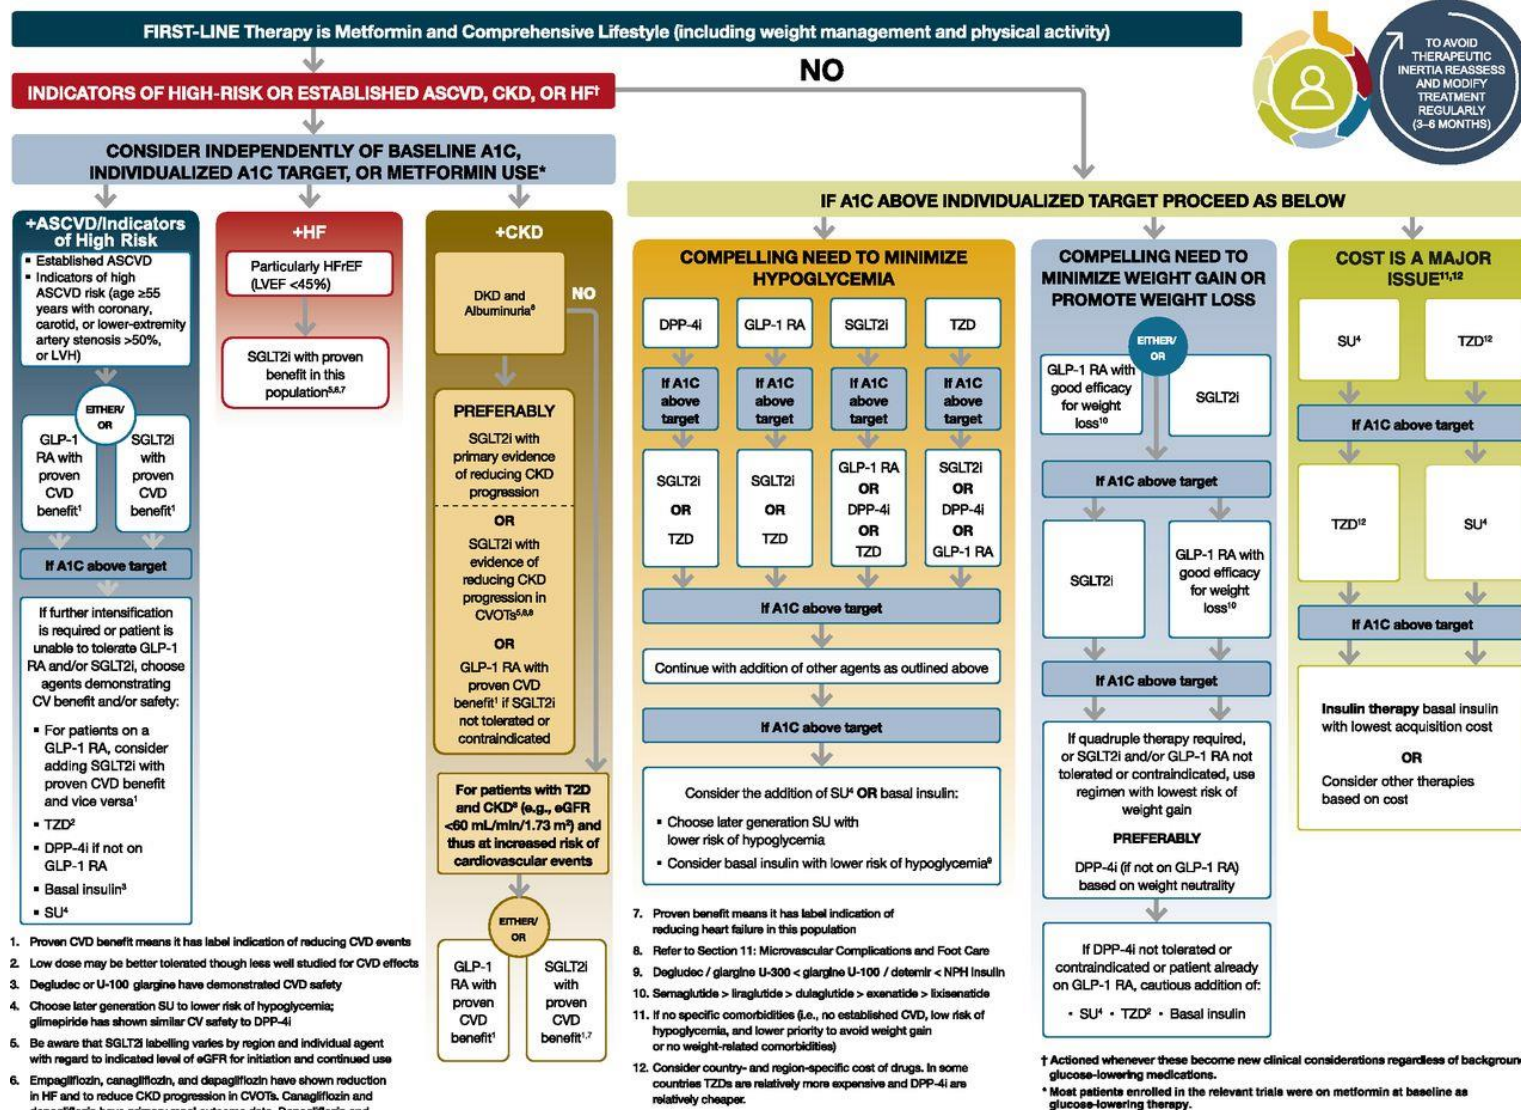 FIRST-LINE Therapy is Metformin and Comprehensive Lifestyle (including weight management and physical activity)
TO AVOID
THERAPEUTIC
INERTIA REASSESS
AND MODIFY
TREATMENT
REGULARLY
(3–6 MONTHS)
INDICATORS OF HIGH-RISK OR ESTABLISHED ASCVD, CKD, OR HF†
NO
CONSIDER INDEPENDENTLY OF BASELINE A1C,
INDIVIDUALIZED A1C TARGET, OR METFORMIN USE*
+ASCVD/Indicators
of High Risk
▪ Established ASCVD
▪ Indicators of high
ASCVD risk (age ≥55
years with coronary,
carotid, or lower-extremity
artery stenosis >50%,
or LVH)
EITHER/
OR
GLP-1
RA with
proven
CVD
benefit¹
SGLT2i
with
proven
CVD
benefit¹
If A1C above target
If further intensification
is required or patient is
unable to tolerate GLP-1
RA and/or SGLT2i, choose
agents demonstrating
CV benefit and/or safety:
▪ For patients on a
GLP-1 RA, consider
adding SGLT2i with
proven CVD benefit
and vice versa¹
▪ TZD²
▪ DPP-4i if not on
GLP-1 RA
▪ Basal insulin³
▪ SU⁴
+HF
Particularly HFrEF
(LVEF <45%)
SGLT2i with proven
benefit in this
population⁵,⁶,⁷
+CKD
DKD and
Albuminuria⁸
NO
PREFERABLY
SGLT2i with
primary evidence
of reducing CKD
progression
OR
SGLT2i with
evidence of
reducing CKD
progression in
CVOTs⁵,⁶,⁸
OR
GLP-1 RA with
proven CVD
benefit¹ if SGLT2i
not tolerated or
contraindicated
For patients with T2D
and CKD⁸ (e.g., eGFR
<60 mL/min/1.73 m²) and
thus at increased risk of
cardiovascular events
EITHER/
OR
GLP-1
RA with
proven
CVD
benefit¹
SGLT2i
with
proven
CVD
benefit¹,⁷
IF A1C ABOVE INDIVIDUALIZED TARGET PROCEED AS BELOW
COMPELLING NEED TO MINIMIZE
HYPOGLYCEMIA
DPP-4i
GLP-1 RA
SGLT2i
TZD
If A1C
above
target
If A1C
above
target
If A1C
above
target
If A1C
above
target
SGLT2i
OR
TZD
SGLT2i
OR
TZD
GLP-1 RA
OR
DPP-4i
OR
TZD
SGLT2i
OR
DPP-4i
OR
GLP-1 RA
If A1C above target
Continue with addition of other agents as outlined above
If A1C above target
Consider the addition of SU⁴ OR basal insulin:
▪ Choose later generation SU with
lower risk of hypoglycemia
▪ Consider basal insulin with lower risk of hypoglycemia⁹
COMPELLING NEED TO
MINIMIZE WEIGHT GAIN OR
PROMOTE WEIGHT LOSS
EITHER/
OR
GLP-1 RA with
good efficacy
for weight
loss¹⁰
SGLT2i
If A1C above target
SGLT2i
GLP-1 RA with
good efficacy
for weight
loss¹⁰
If A1C above target
If quadruple therapy required,
or SGLT2i and/or GLP-1 RA not
tolerated or contraindicated, use
regimen with lowest risk of
weight gain
PREFERABLY
DPP-4i (if not on GLP-1 RA)
based on weight neutrality
If DPP-4i not tolerated or
contraindicated or patient already
on GLP-1 RA, cautious addition of:
• SU⁴ • TZD² • Basal insulin
COST IS A MAJOR
ISSUE¹¹,¹²
SU⁴
TZD¹²
If A1C above target
TZD¹²
SU⁴
If A1C above target
Insulin therapy basal insulin
with lowest acquisition cost
OR
Consider other therapies
based on cost
1. Proven CVD benefit means it has label indication of reducing CVD events
2. Low dose may be better tolerated though less well studied for CVD effects
3. Degludec or U-100 glargine have demonstrated CVD safety
4. Choose later generation SU to lower risk of hypoglycemia;
glimepiride has shown similar CV safety to DPP-4i
5. Be aware that SGLT2i labelling varies by region and individual agent
with regard to indicated level of eGFR for initiation and continued use
6. Empagliflozin, canagliflozin, and dapagliflozin have shown reduction
in HF and to reduce CKD progression in CVOTs. Canagliflozin and
dapagliflozin have primary renal outcome data. Dapagliflozin and
7. Proven benefit means it has label indication of
reducing heart failure in this population
8. Refer to Section 11: Microvascular Complications and Foot Care
9. Degludec / glargine U-300 < glargine U-100 / detemir < NPH insulin
10. Semaglutide > liraglutide > dulaglutide > exenatide > lixisenatide
11. If no specific comorbidities (i.e., no established CVD, low risk of
hypoglycemia, and lower priority to avoid weight gain
or no weight-related comorbidities)
12. Consider country- and region-specific cost of drugs. In some
countries TZDs are relatively more expensive and DPP-4i are
relatively cheaper.
† Actioned whenever these become new clinical considerations regardless of background
glucose-lowering medications.
* Most patients enrolled in the relevant trials were on metformin at baseline as
glucose-lowering therapy.